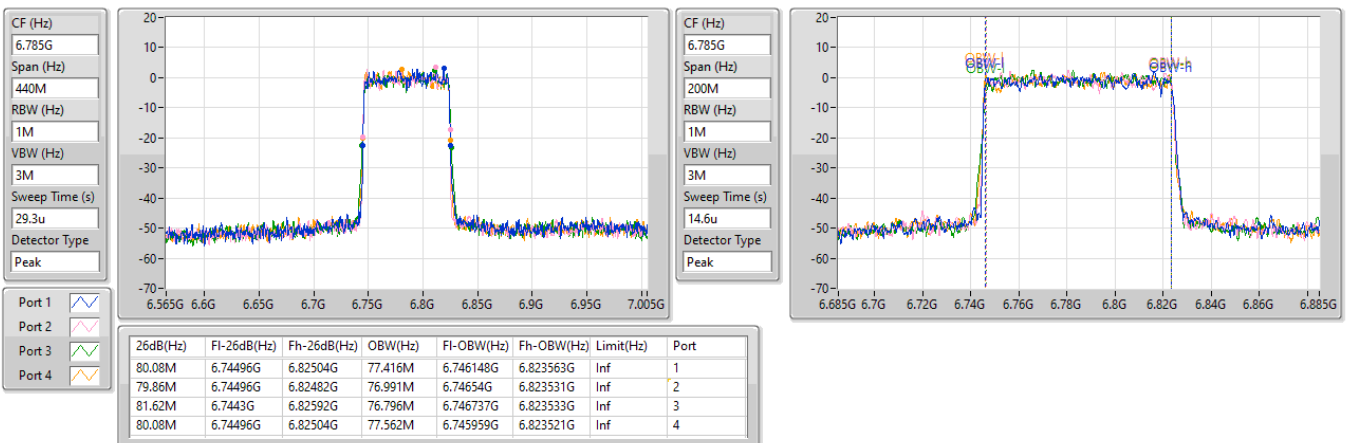 CF (Hz)
6.785G
Span (Hz)
440M
RBW (Hz)
1M
VBW (Hz)
3M
Sweep Time (s)
29.3u
Detector Type
Peak
20
10
0
-10
-20
-30
-40
-50
-60
-70
6.565G 6.6G 6.65G 6.7G 6.75G 6.8G 6.85G 6.9G 6.95G 7.005G
CF (Hz)
6.785G
Span (Hz)
200M
RBW (Hz)
1M
VBW (Hz)
3M
Sweep Time (s)
14.6u
Detector Type
Peak
20
10
0
-10
-20
-30
-40
-50
-60
-70
OBW-l OBW-h
6.685G 6.7G 6.72G 6.74G 6.76G 6.78G 6.8G 6.82G 6.84G 6.86G 6.885G
Port 1
Port 2
Port 3
Port 4
26dB(Hz) Fl-26dB(Hz) Fh-26dB(Hz) OBW(Hz) Fl-OBW(Hz) Fh-OBW(Hz) Limit(Hz) Port
80.08M 6.74496G 6.82504G 77.416M 6.746148G 6.823563G Inf 1
79.86M 6.74496G 6.82482G 76.991M 6.74654G 6.823531G Inf 2
81.62M 6.7443G 6.82592G 76.796M 6.746737G 6.823533G Inf 3
80.08M 6.74496G 6.82504G 77.562M 6.745959G 6.823521G Inf 4